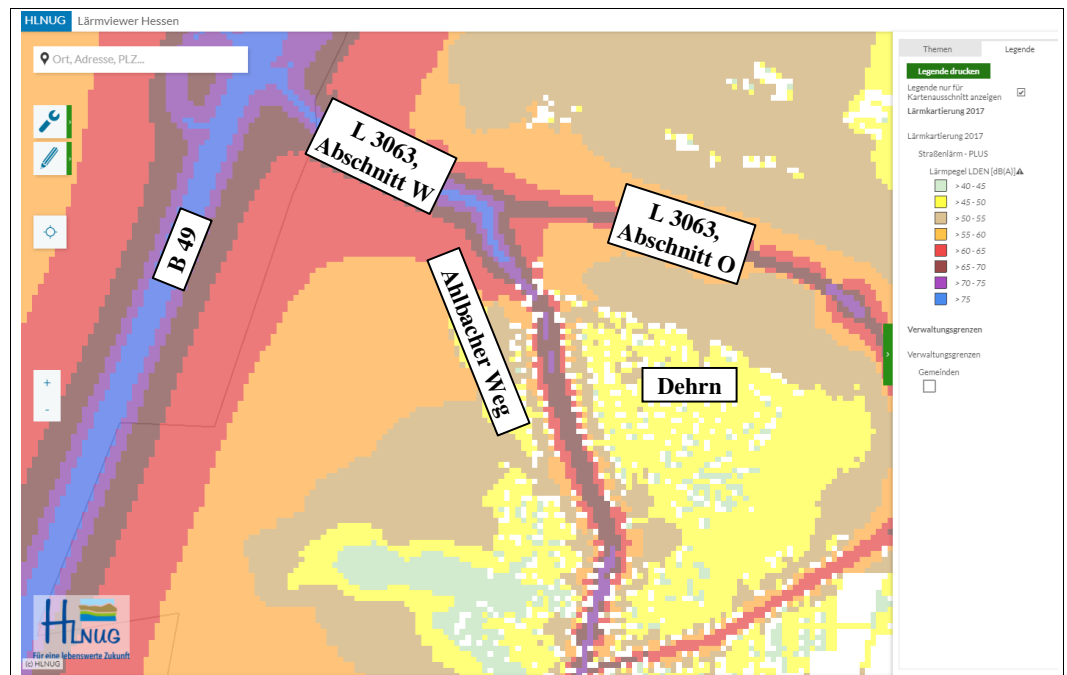 HLNUG Lärmviewer Hessen
Ort, Adresse, PLZ...
L 3063,
Abschnitt W
B 49
L 3063,
Abschnitt O
Ahlbacher Weg
Dehrn
+
-
HLNUG
Für eine lebenswerte Zukunft
(c) HLNUG
Themen Legende
Legende drucken
Legende nur für
Kartenausschnitt anzeigen
Lärmkartierung 2017
Lärmkartierung 2017
Straßenlärm - PLUS
Lärmpegel LDEN [dB(A)]
> 40 - 45
> 45 - 50
> 50 - 55
> 55 - 60
> 60 - 65
> 65 - 70
> 70 - 75
> 75
Verwaltungsgrenzen
Verwaltungsgrenzen
Gemeinden